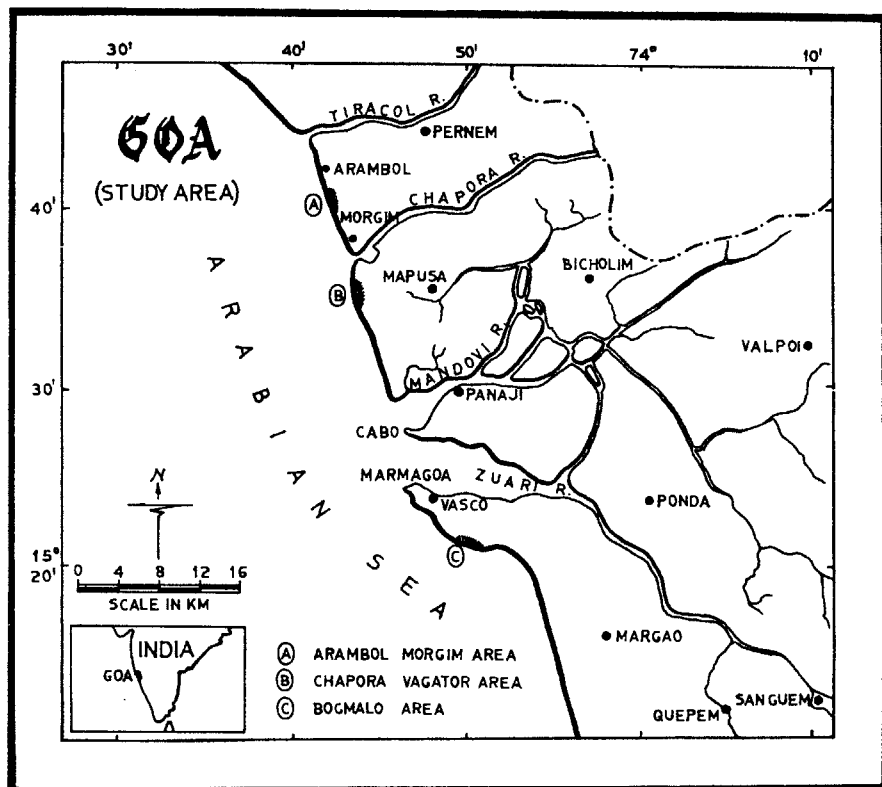 30' 40' 50' 74° 10'
GOA
(STUDY AREA)
TIRACOL R.
PERNEM
ARAMBOL
CHAPORA R.
A
MORGIM
40'
ARABIAN SEA
MAPUSA
BICHOLIM
B
VALPOI
MANDOVI R.
30'
PANAJI
CABO
MARMAGOA
ZUARI R.
VASCO
PONDA
N
C
15°
20'
0 4 8 12 16
SCALE IN KM
MARGAO
INDIA
GOA
SANGUEM
QUEPEM
A ARAMBOL MORGIM AREA
B CHAPORA VAGATOR AREA
C BOGMALO AREA